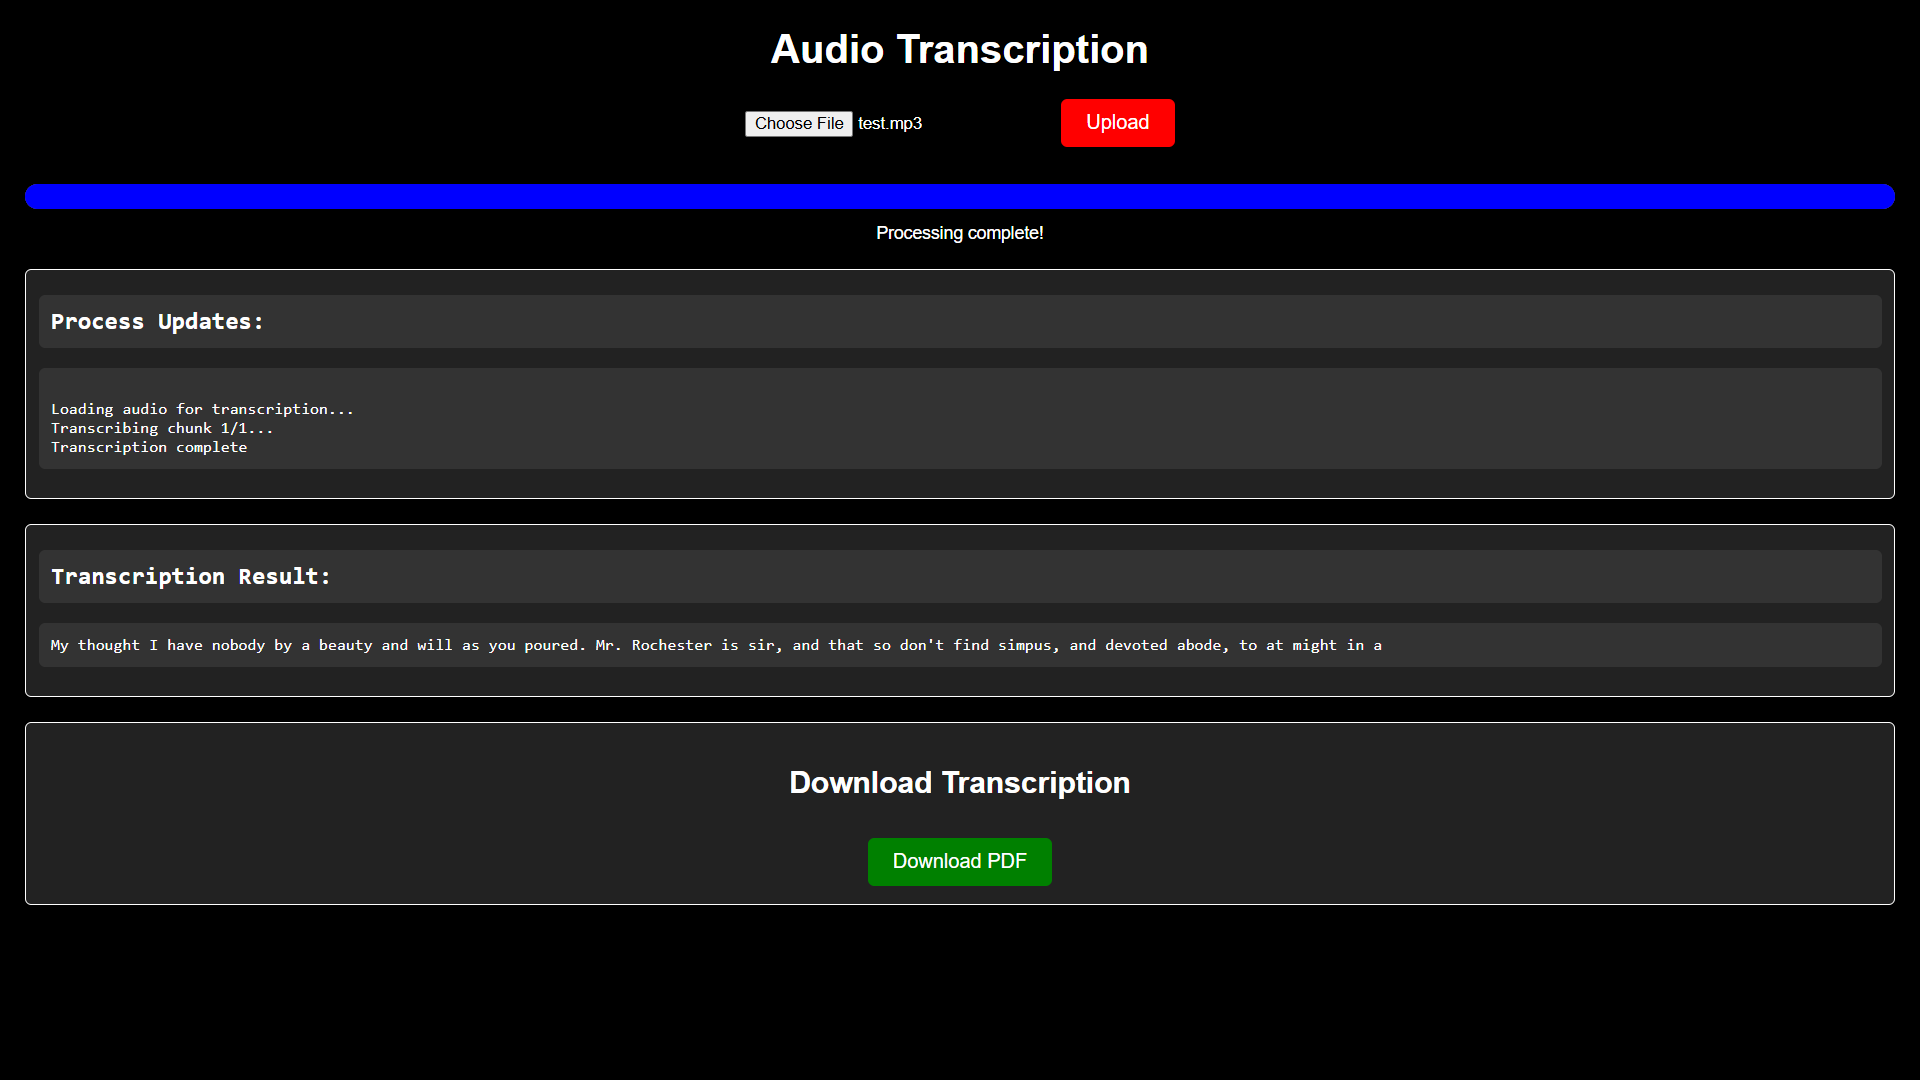 Audio Transcription
Choose File test.mp3
Upload
Processing complete!
Process Updates:
Loading audio for transcription...
Transcribing chunk 1/1...
Transcription complete
Transcription Result:
My thought I have nobody by a beauty and will as you poured. Mr. Rochester is sir, and that so don't find simpus, and devoted abode, to at might in a
Download Transcription
Download PDF